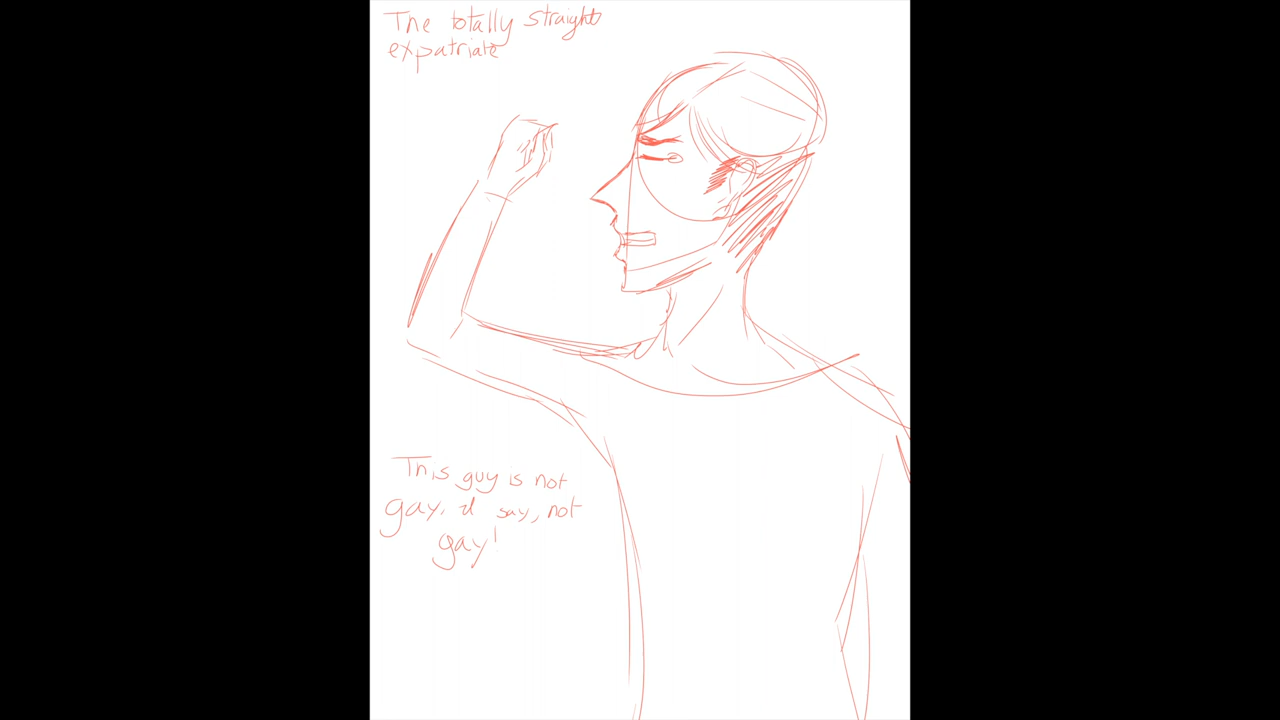 The totally straight
expatriate
This guy is not
gay. I say, not
gay!